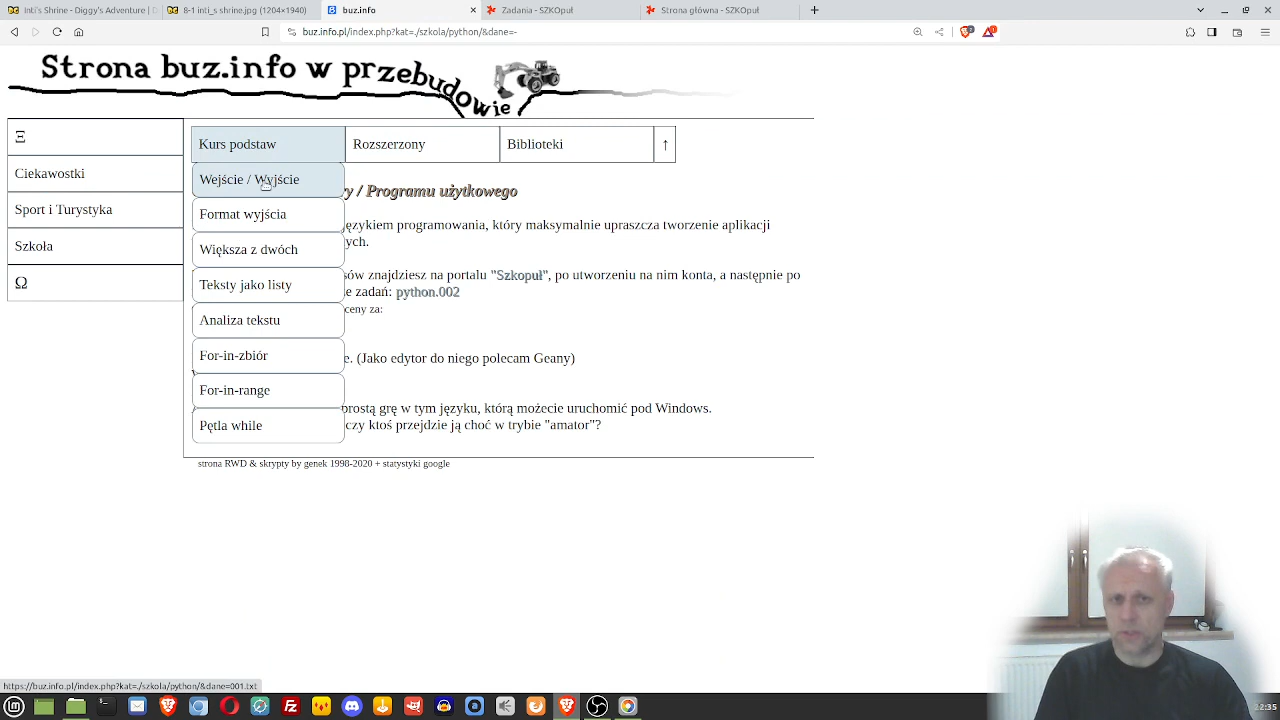 Inti's Shrine - Diggy's Adventure | D
8-1 inti_s shrine.jpg (1204×1940)
buz.info
Zadania - SZKOpuł
Strona główna - SZKOpuł
buz.info.pl/index.php?kat=./szkola/python/&dane=-
Strona buz.info w przebudowie
Ξ
Ciekawostki
Sport i Turystyka
Szkoła
Ω
Kurs podstaw
Rozszerzony
Biblioteki
↑
Wejście / Wyjście
Format wyjścia
Większa z dwóch
Teksty jako listy
Analiza tekstu
For-in-zbiór
For-in-range
Pętla while
y / Programu użytkowego
językiem programowania, który maksymalnie upraszcza tworzenie aplikacji
ych.
sów znajdziesz na portalu "Szkopuł", po utworzeniu na nim konta, a następnie po
e zadań: python.002
ceny za:
e. (Jako edytor do niego polecam Geany)
prostą grę w tym języku, którą możecie uruchomić pod Windows.
czy ktoś przejdzie ją choć w trybie "amator"?
strona RWD & skrypty by genek 1998-2020 + statystyki google
https://buz.info.pl/index.php?kat=./szkola/python/&dane=001.txt
22:35